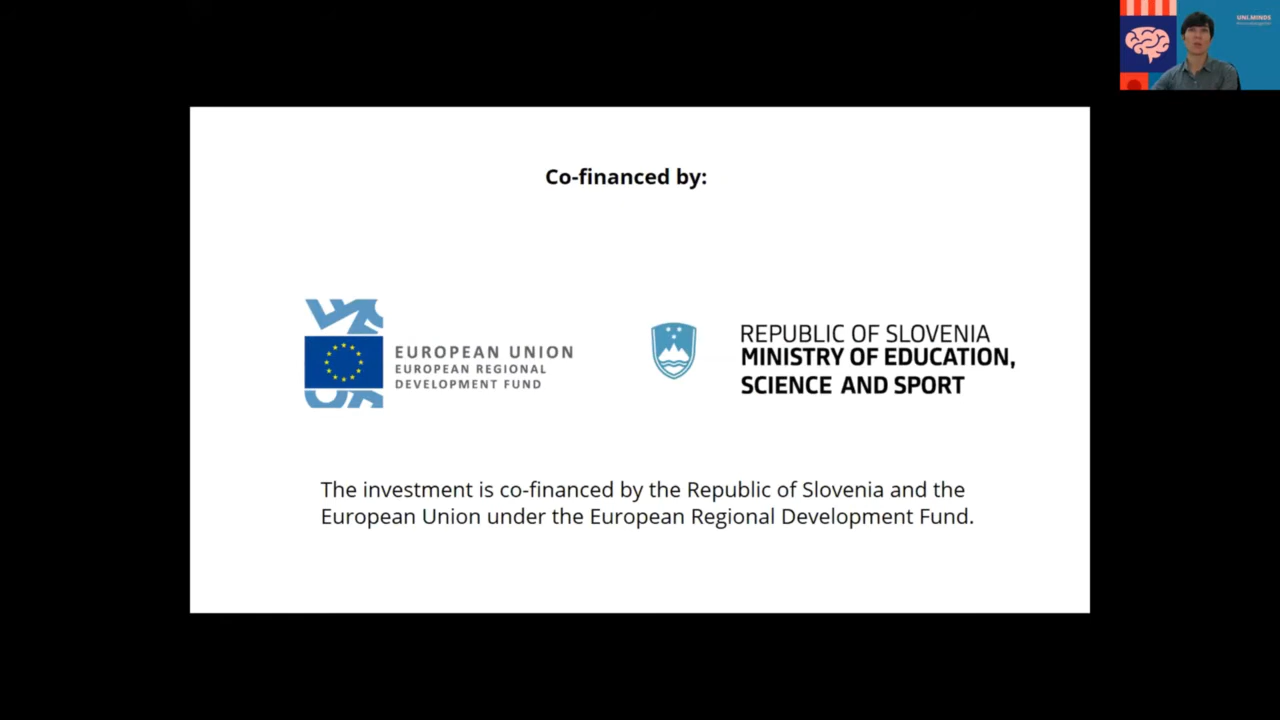 UNI.MINDS
Co-financed by:
EUROPEAN UNION
EUROPEAN REGIONAL
DEVELOPMENT FUND
REPUBLIC OF SLOVENIA
MINISTRY OF EDUCATION,
SCIENCE AND SPORT
The investment is co-financed by the Republic of Slovenia and the
European Union under the European Regional Development Fund.